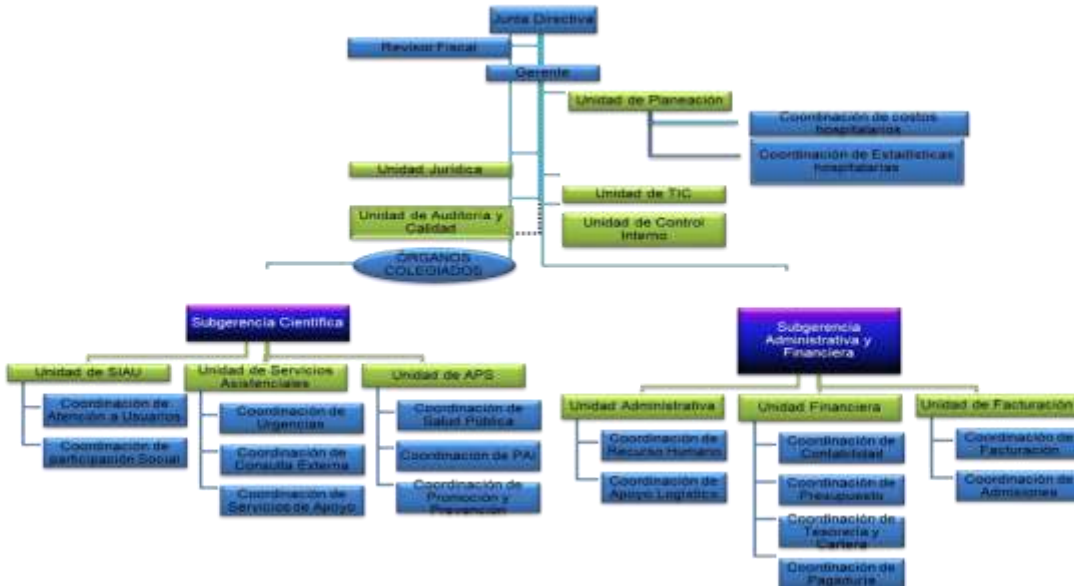 Junta Directiva
Revisor Fiscal
Gerente
Unidad de Planeación
Coordinación de costos
hospitalarios
Coordinación de Estadísticas
hospitalarias
Unidad Jurídica
Unidad de TIC
Unidad de Auditoría y
Calidad
Unidad de Control
Interno
ÓRGANOS
COLEGIADOS
Subgerencia Científica
Subgerencia
Administrativa y
Financiera
Unidad de SIAU
Unidad de Servicios
Asistenciales
Unidad de APS
Coordinación de
Atención a Usuarios
Coordinación de
participación Social
Coordinación de
Urgencias
Coordinación de
Consulta Externa
Coordinación de
Servicios de Apoyo
Coordinación de
Salud Pública
Coordinación de PAI
Coordinación de
Promoción y
Prevención
Unidad Administrativa
Unidad Financiera
Unidad de Facturación
Coordinación de
Recurso Humano
Coordinación de
Apoyo Logístico
Coordinación de
Contabilidad
Coordinación de
Presupuesto
Coordinación de
Tesorería y
Cartera
Coordinación de
Pagaduría
Coordinación de
Facturación
Coordinación de
Admisiones